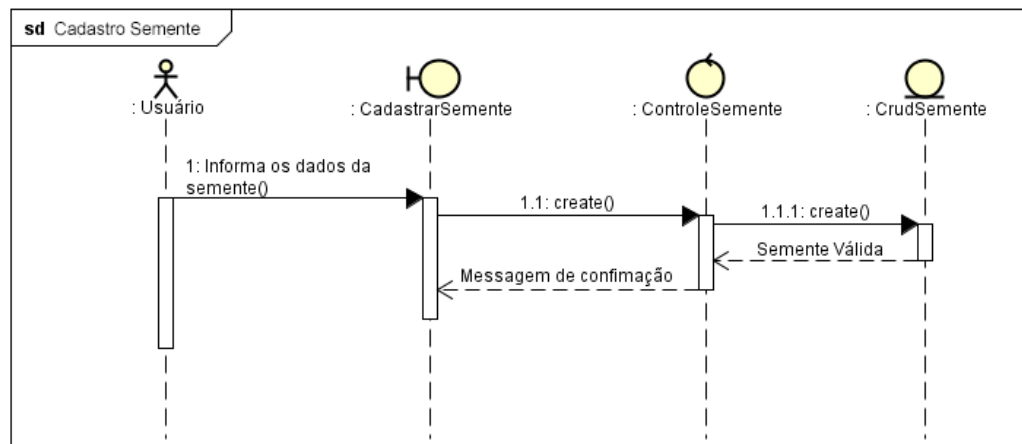 sd Cadastro Semente
: Usuário
: CadastrarSemente
: ControleSemente
: CrudSemente
1: Informa os dados da
semente()
1.1: create()
1.1.1: create()
Semente Válida
Messagem de confimação